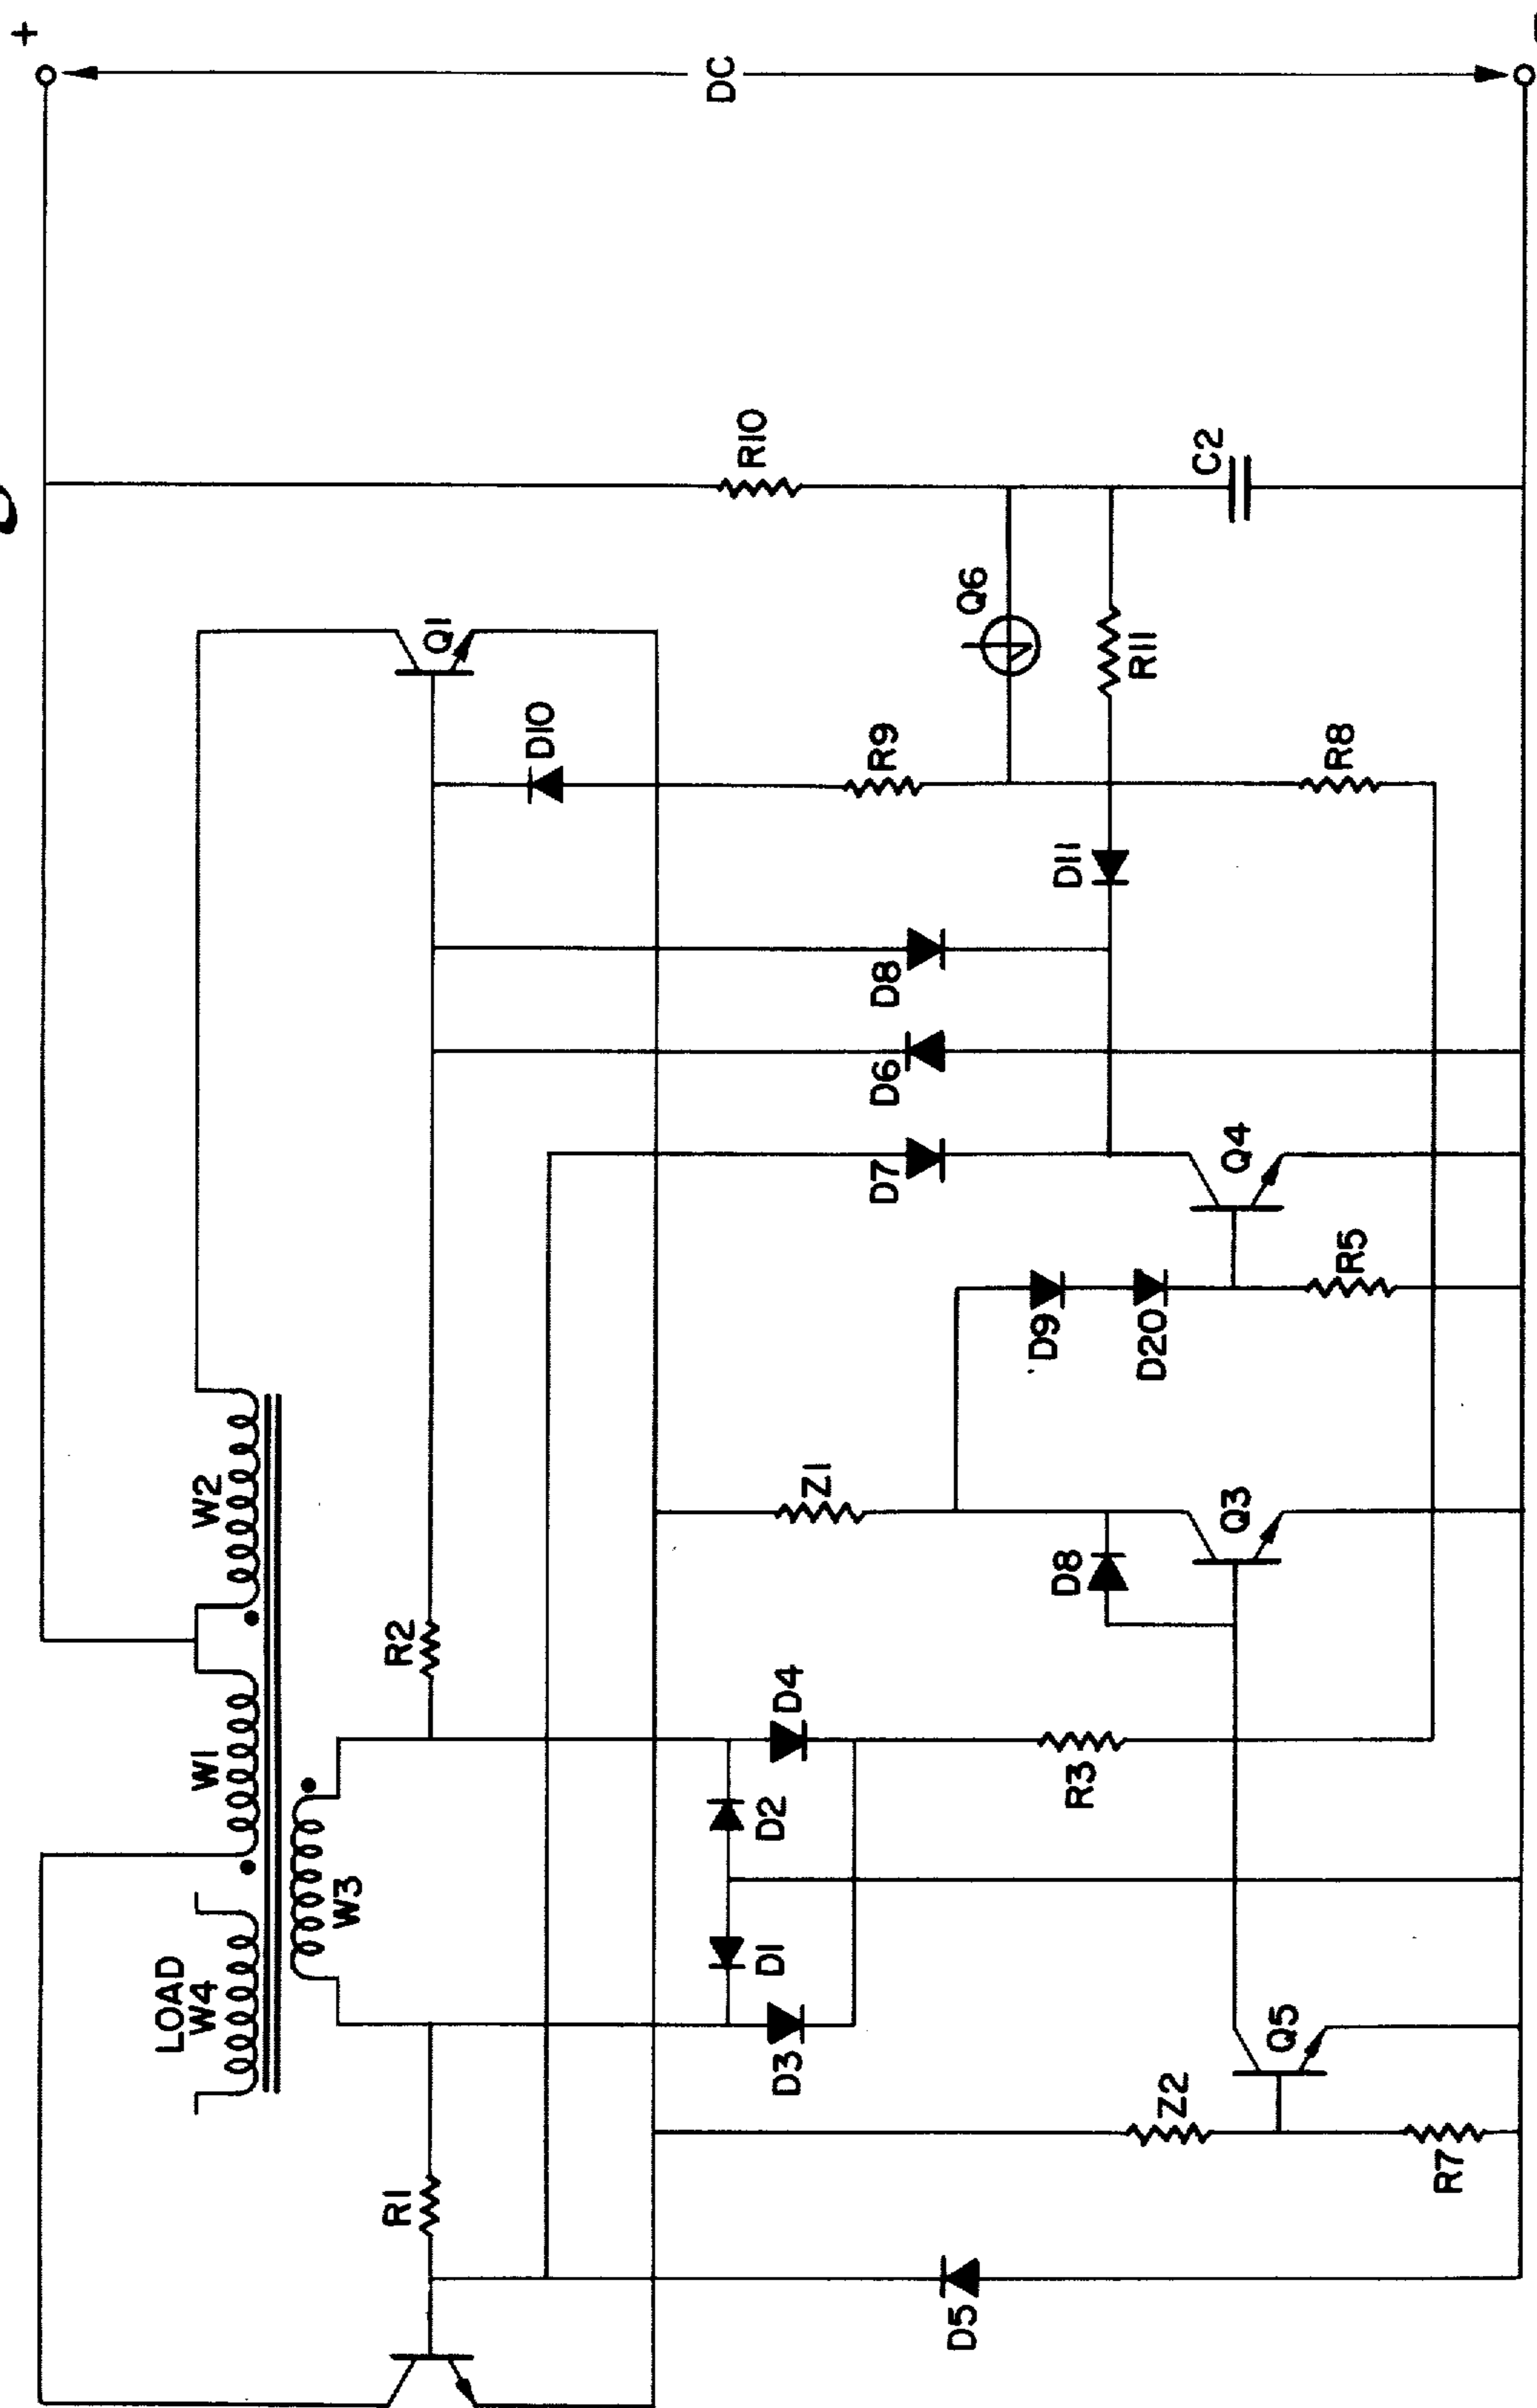 +
DC
-
R10
C2
Q1
Q6
R11
D10
R9
R8
D11
D8
D6
D7
Q4
R5
D9
D20
W2
Z1
Q3
D8
R2
D4
W1
D2
R3
W3
D1
LOAD
W4
D3
Q5
Z2
R7
R1
D5